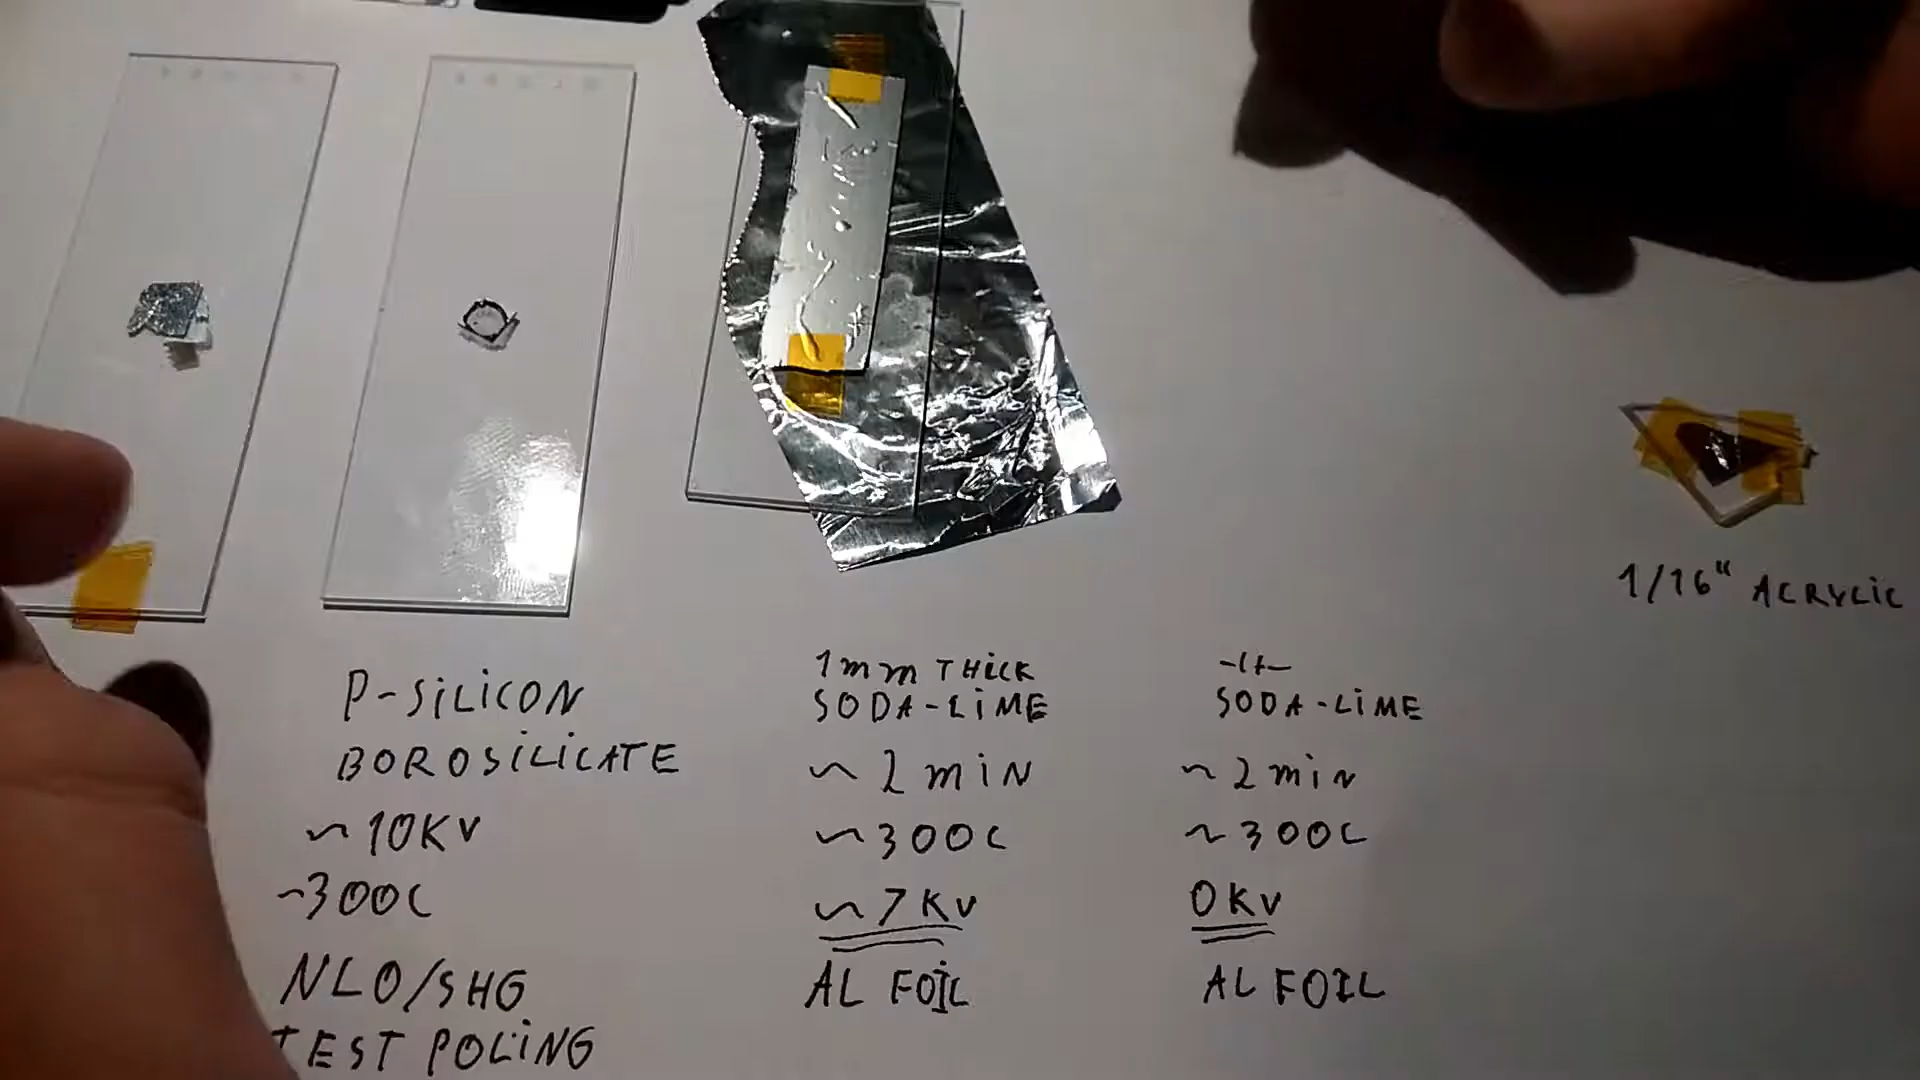 P-SiLiCON
BOROSiLiCATE
~10KV
~300C
NLO/SHG
TEST POLiNG
1mm THiCK
SODA-LiME
~2min
~300C
~7KV
AL FOIL
-11-
SODA-LiME
~2min
~300C
0KV
AL FOIL
1/16" ACRYLiC